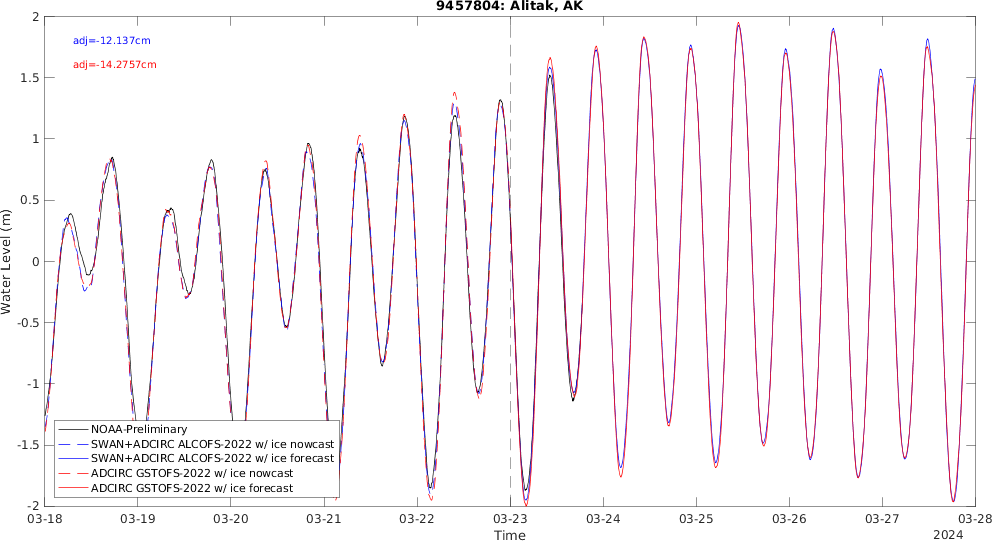 9457804: Alitak, AK
adj=-12.137cm
adj=-14.2757cm
2
1.5
1
0.5
0
-0.5
-1
-1.5
-2
Water Level (m)
NOAA-Preliminary
SWAN+ADCIRC ALCOFS-2022 w/ ice nowcast
SWAN+ADCIRC ALCOFS-2022 w/ ice forecast
ADCIRC GSTOFS-2022 w/ ice nowcast
ADCIRC GSTOFS-2022 w/ ice forecast
03-18 03-19 03-20 03-21 03-22 03-23 03-24 03-25 03-26 03-27 03-28
Time
2024